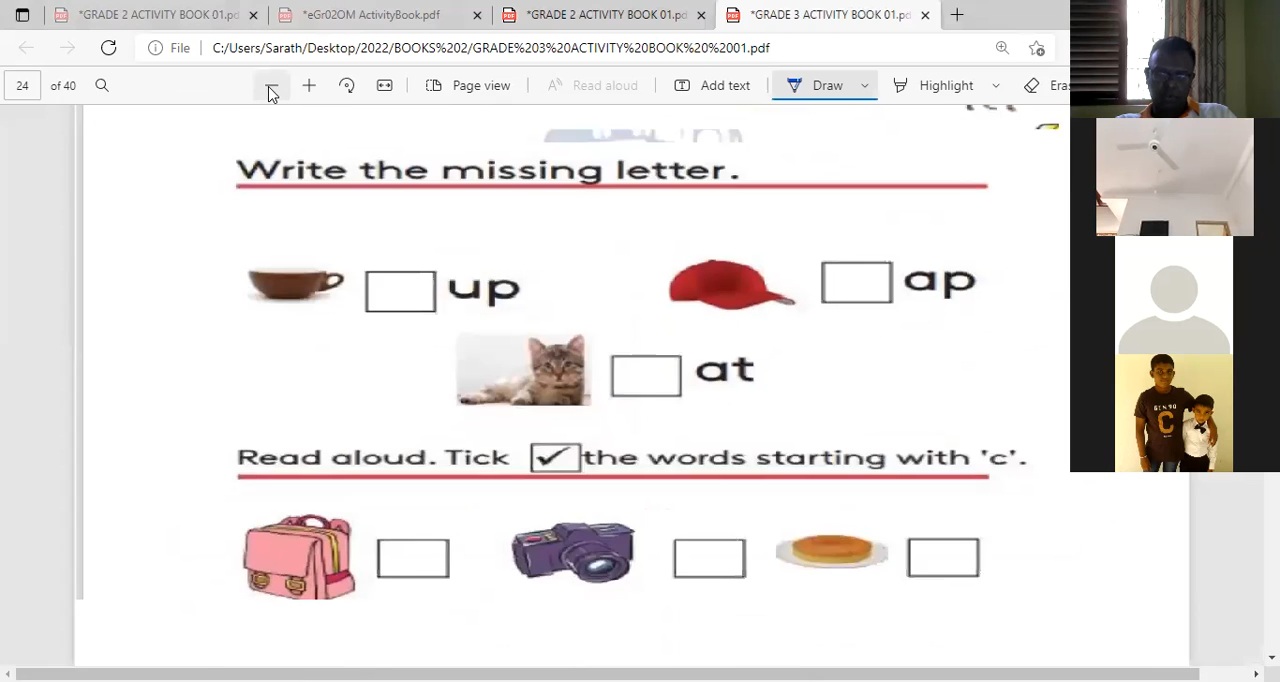 *GRADE 2 ACTIVITY BOOK 01.pd *eGr02OM ActivityBook.pdf *GRADE 2 ACTIVITY BOOK 01.pd *GRADE 3 ACTIVITY BOOK 01.pd
File C:/Users/Sarath/Desktop/2022/BOOKS%202/GRADE%203%20ACTIVITY%20BOOK%20%2001.pdf
24 of 40 Page view Read aloud Add text Draw Highlight Era
Write the missing letter.
up ap
at
Read aloud. Tick ✓ the words starting with 'c'.
GEN 90
C